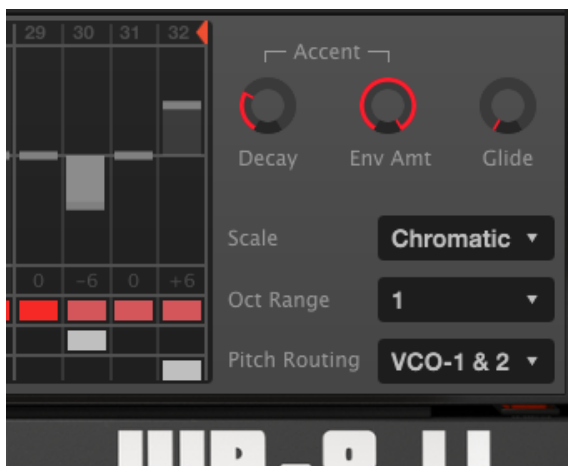 29 30 31 32
Accent
Decay Env Amt Glide
Scale Chromatic
0 -6 0 +6
Oct Range 1
Pitch Routing VCO-1 & 2